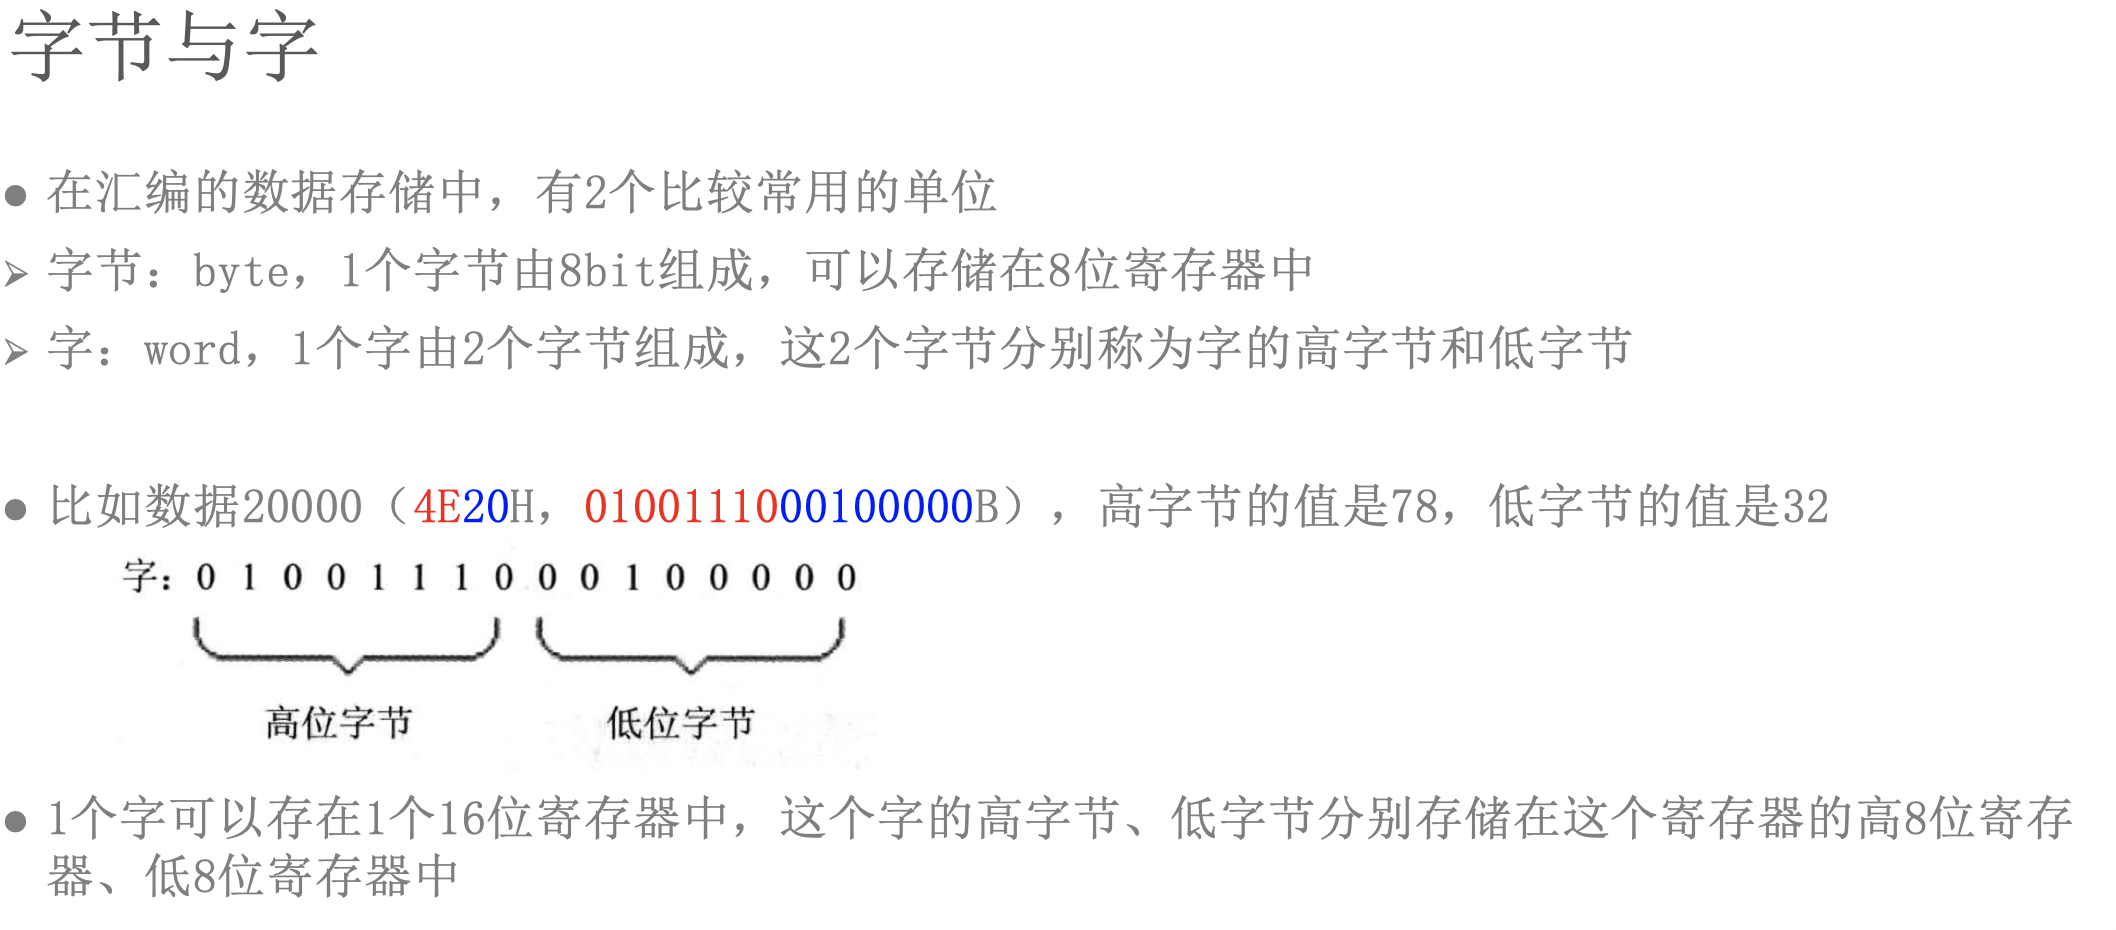 字节与字
● 在汇编的数据存储中，有2个比较常用的单位
➢ 字节：byte，1个字节由8bit组成，可以存储在8位寄存器中
➢ 字：word，1个字由2个字节组成，这2个字节分别称为字的高字节和低字节
● 比如数据20000（4E20H，0100111000100000B），高字节的值是78，低字节的值是32
字：0 1 0 0 1 1 1 0 0 0 1 0 0 0 0 0
高位字节 低位字节
● 1个字可以存在1个16位寄存器中，这个字的高字节、低字节分别存储在这个寄存器的高8位寄存
器、低8位寄存器中